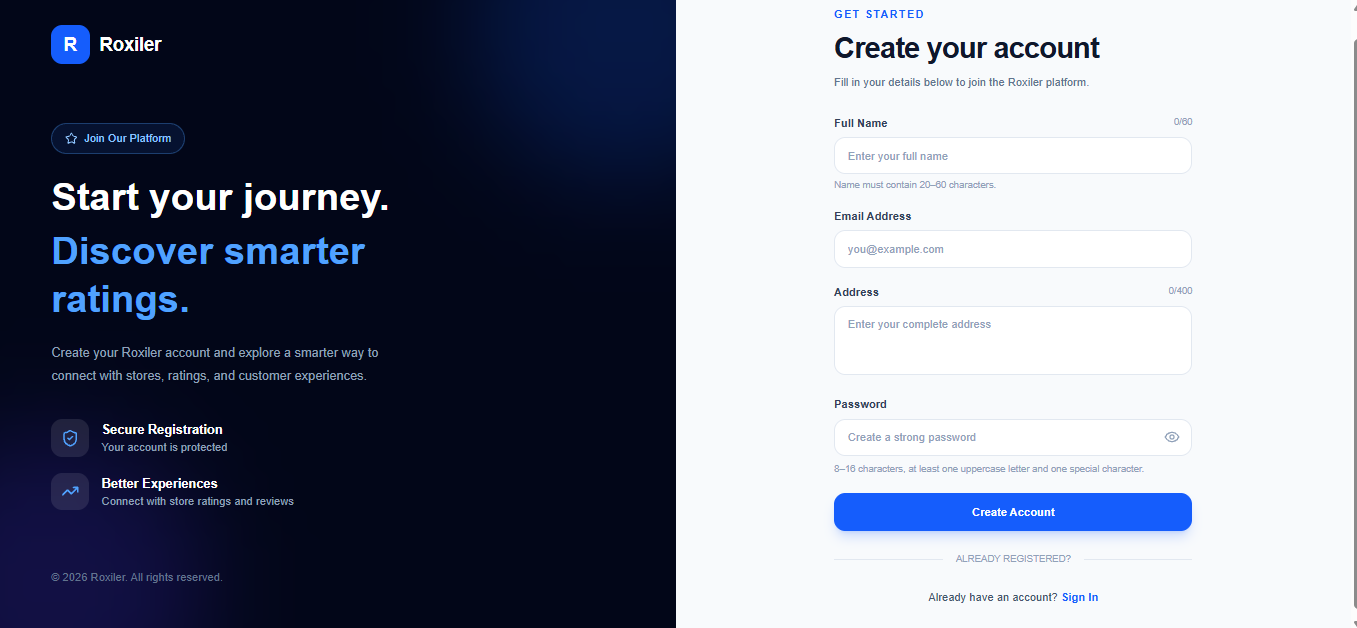 R Roxiler
Join Our Platform
Start your journey.
Discover smarter
ratings.
Create your Roxiler account and explore a smarter way to
connect with stores, ratings, and customer experiences.
Secure Registration
Your account is protected
Better Experiences
Connect with store ratings and reviews
© 2026 Roxiler. All rights reserved.
GET STARTED
Create your account
Fill in your details below to join the Roxiler platform.
Full Name 0/60
Enter your full name
Name must contain 20–60 characters.
Email Address
you@example.com
Address 0/400
Enter your complete address
Password
Create a strong password
8–16 characters, at least one uppercase letter and one special character.
Create Account
ALREADY REGISTERED?
Already have an account? Sign In